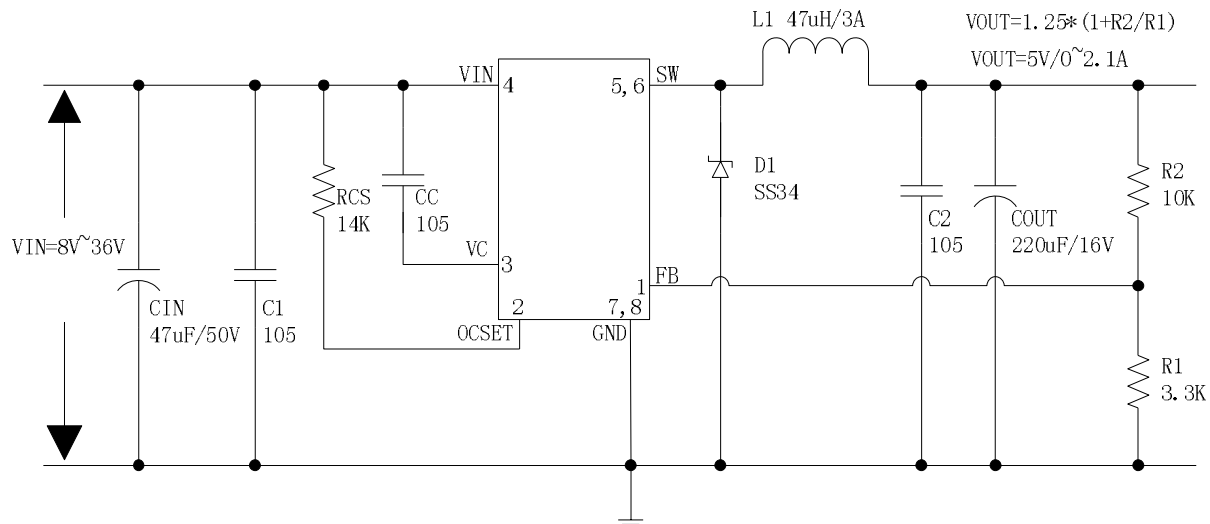 L1 47uH/3A
VOUT=1.25*(1+R2/R1)
VOUT=5V/0~2.1A
VIN
4
5,6
SW
VIN=8V~36V
RCS
14K
CC
105
VC
3
D1
SS34
C2
105
COUT
220uF/16V
R2
10K
1
FB
CIN
47uF/50V
C1
105
2
OCSET
7,8
GND
R1
3.3K